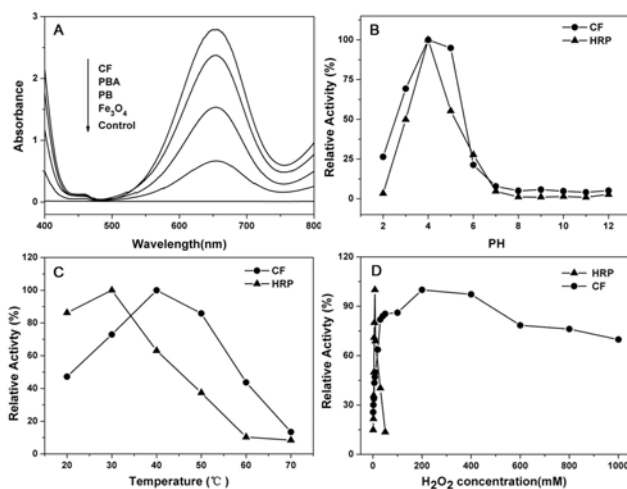 A
CF
PBA
PB
Fe₃O₄
Control
Absorbance
3
2
1
0
400 500 600 700 800
Wavelength(nm)
B
CF
HRP
Relative Activity (%)
100
75
50
25
0
2 4 6 8 10 12
PH
C
CF
HRP
Relative Activty (%)
120
100
80
60
40
20
0
20 30 40 50 60 70
Temperature (℃)
D
HRP
CF
Relative Activity (%)
120
90
60
30
0
0 200 400 600 800 1000
H₂O₂ concentration(mM)